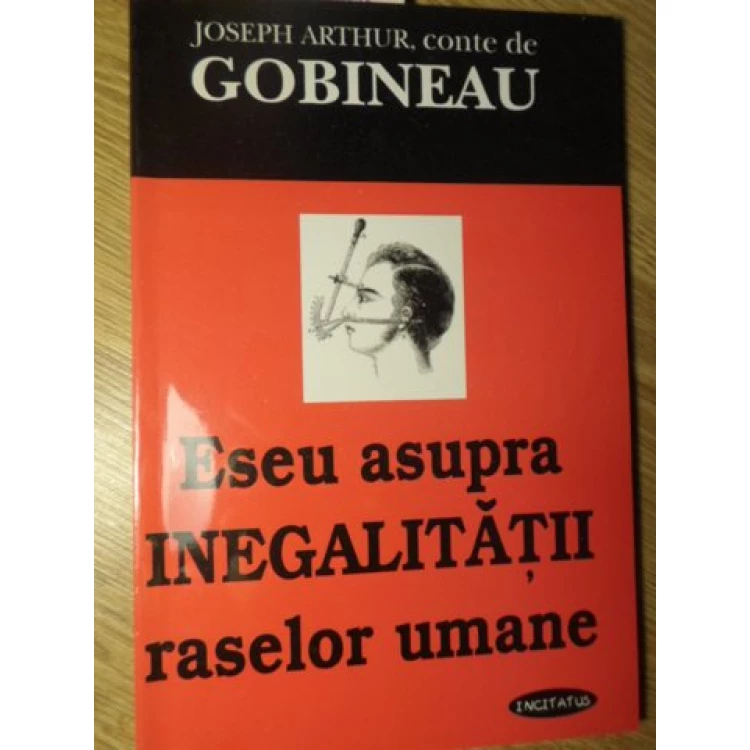 JOSEPH ARTHUR, conte de
GOBINEAU
Eseu asupra
INEGALITĂȚII
raselor umane
INCITATUS